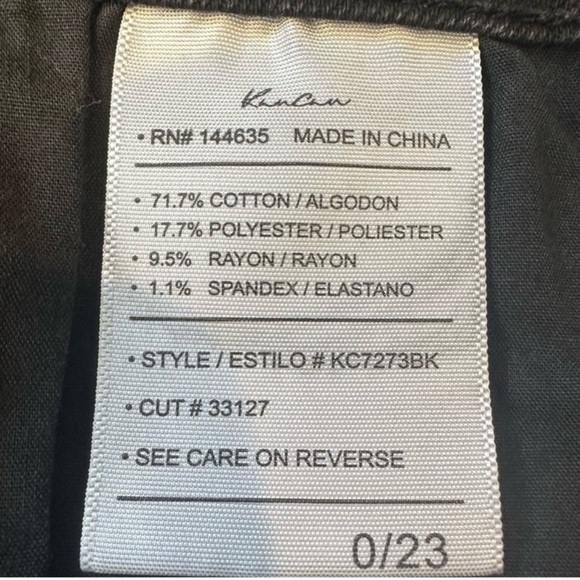 KanCan
• RN# 144635 MADE IN CHINA
• 71.7% COTTON / ALGODON
• 17.7% POLYESTER / POLIESTER
• 9.5% RAYON / RAYON
• 1.1% SPANDEX / ELASTANO
• STYLE / ESTILO # KC7273BK
• CUT # 33127
• SEE CARE ON REVERSE
0/23